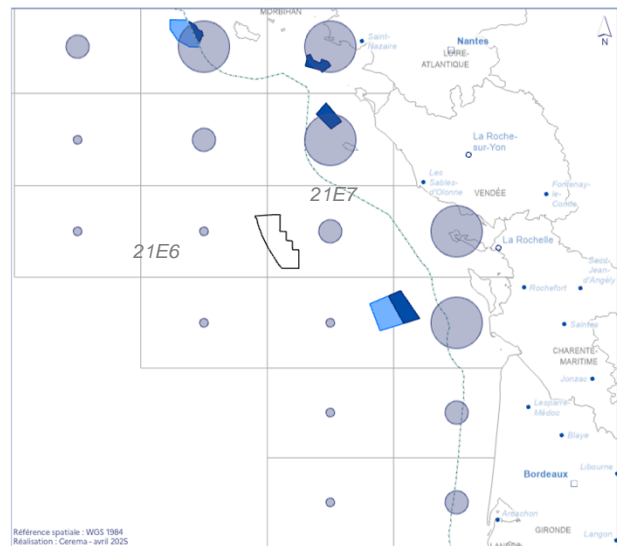 MORBIHAN
Saint-
Nazaire
Nantes
LOIRE-
ATLANTIQUE
N
La Roche-
sur-Yon
Les
Sables-
d'Olonne
VENDÉE
Fontenay-
le-
Comte
21E7
21E6
La Rochelle
Saint-
Jean-
d'Angély
Rochefort
Saintes
CHARENTE-
MARITIME
Jonzac
Lesparre-
Médoc
Blaye
Libourne
Bordeaux
Arcachon
GIRONDE
Langon
Référence spatiale : WGS 1984
Réalisation : Cerema - avril 2025